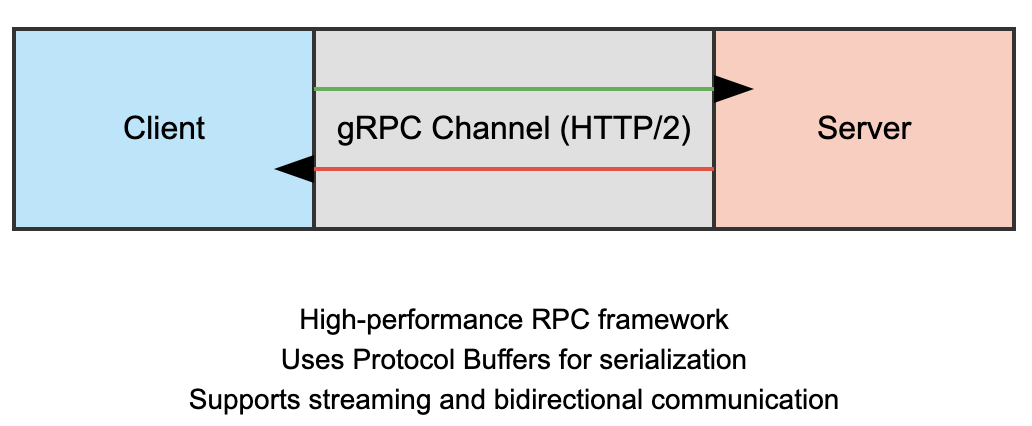 Client
gRPC Channel (HTTP/2)
Server
High-performance RPC framework
Uses Protocol Buffers for serialization
Supports streaming and bidirectional communication